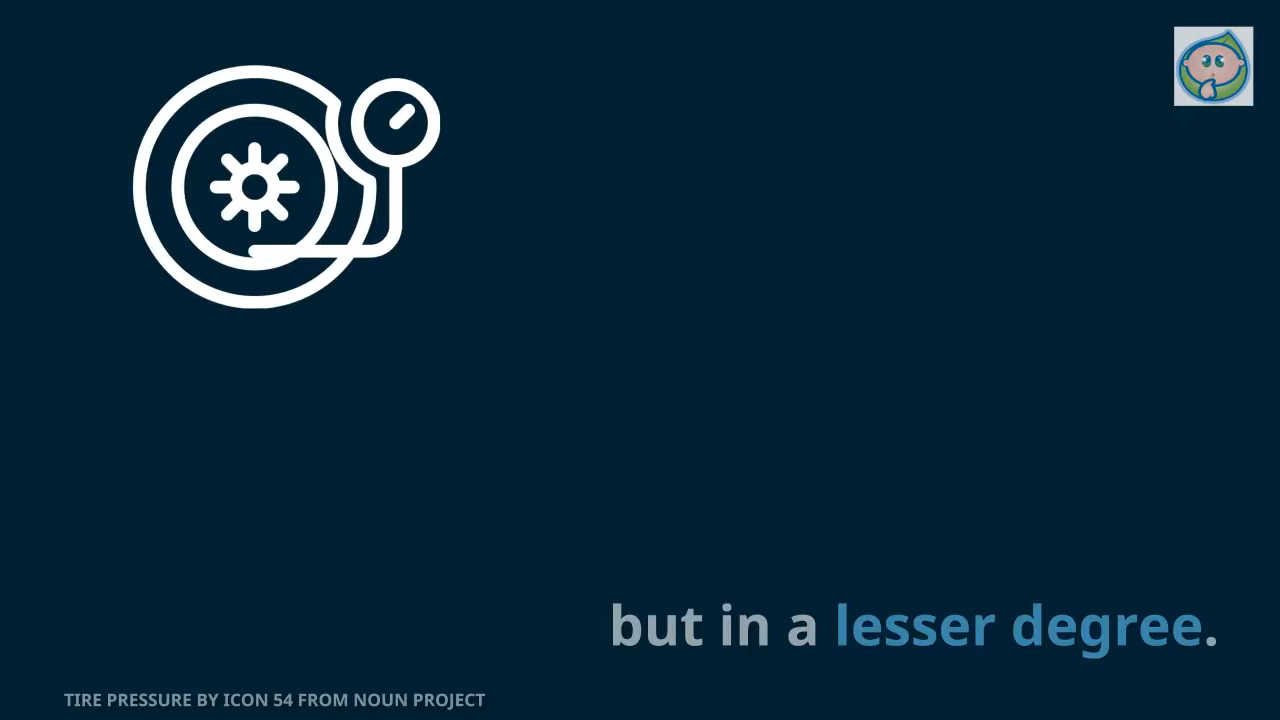 but in a lesser degree.
TIRE PRESSURE BY ICON 54 FROM NOUN PROJECT